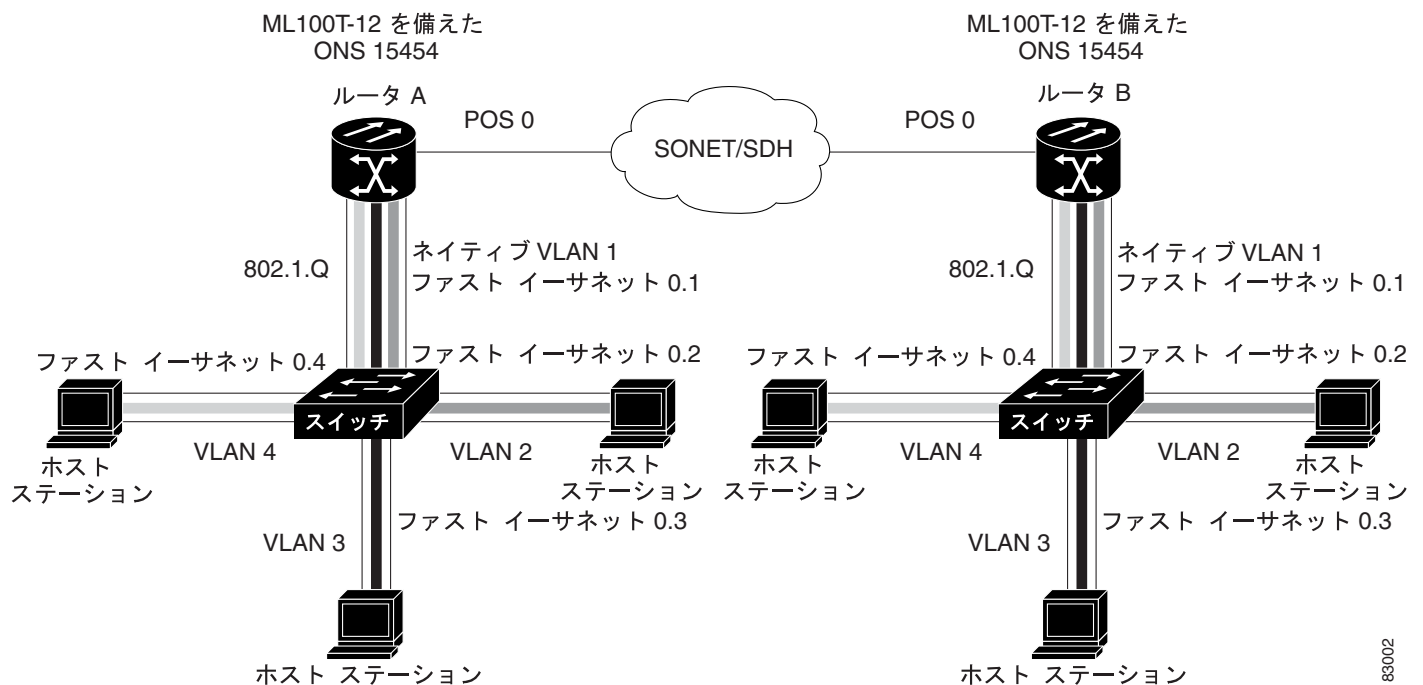 ML100T-12 を備えた
ONS 15454
ルータ A
POS 0
SONET/SDH
POS 0
ML100T-12 を備えた
ONS 15454
ルータ B
802.1.Q
ネイティブ VLAN 1
ファスト イーサネット 0.1
802.1.Q
ネイティブ VLAN 1
ファスト イーサネット 0.1
ファスト イーサネット 0.4
ファスト イーサネット 0.2
ファスト イーサネット 0.4
ファスト イーサネット 0.2
スイッチ
スイッチ
VLAN 4
VLAN 2
VLAN 4
VLAN 2
ホスト
ステーション
ホスト
ステーション
ホスト
ステーション
ホスト
ステーション
ファスト イーサネット 0.3
VLAN 3
ファスト イーサネット 0.3
VLAN 3
ホスト ステーション
ホスト ステーション
83002